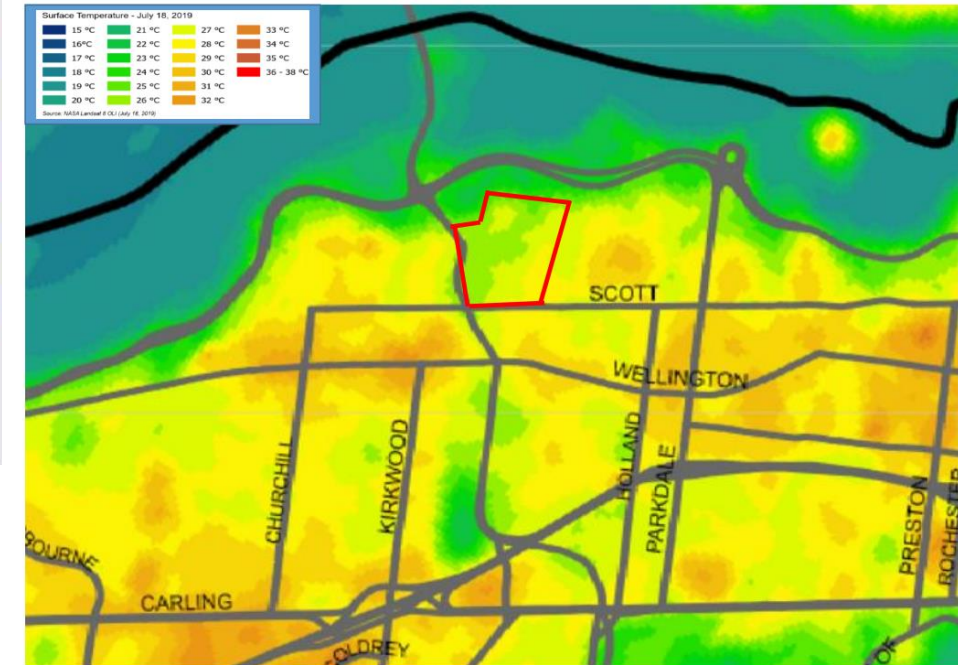 Surface Temperature - July 18, 2019
15 °C 21 °C 27 °C 33 °C
16°C 22 °C 28 °C 34 °C
17 °C 23 °C 29 °C 35 °C
18 °C 24 °C 30 °C 36 - 38 °C
19 °C 25 °C 31 °C
20 °C 26 °C 32 °C
Source: NASA Landsat 8 OLI (July 18, 2019)
SCOTT
WELLINGTON
CHURCHILL
KIRKWOOD
HOLLAND
PARKDALE
PRESTON
ROCHESTER
BOURNE
CARLING
OLDREY